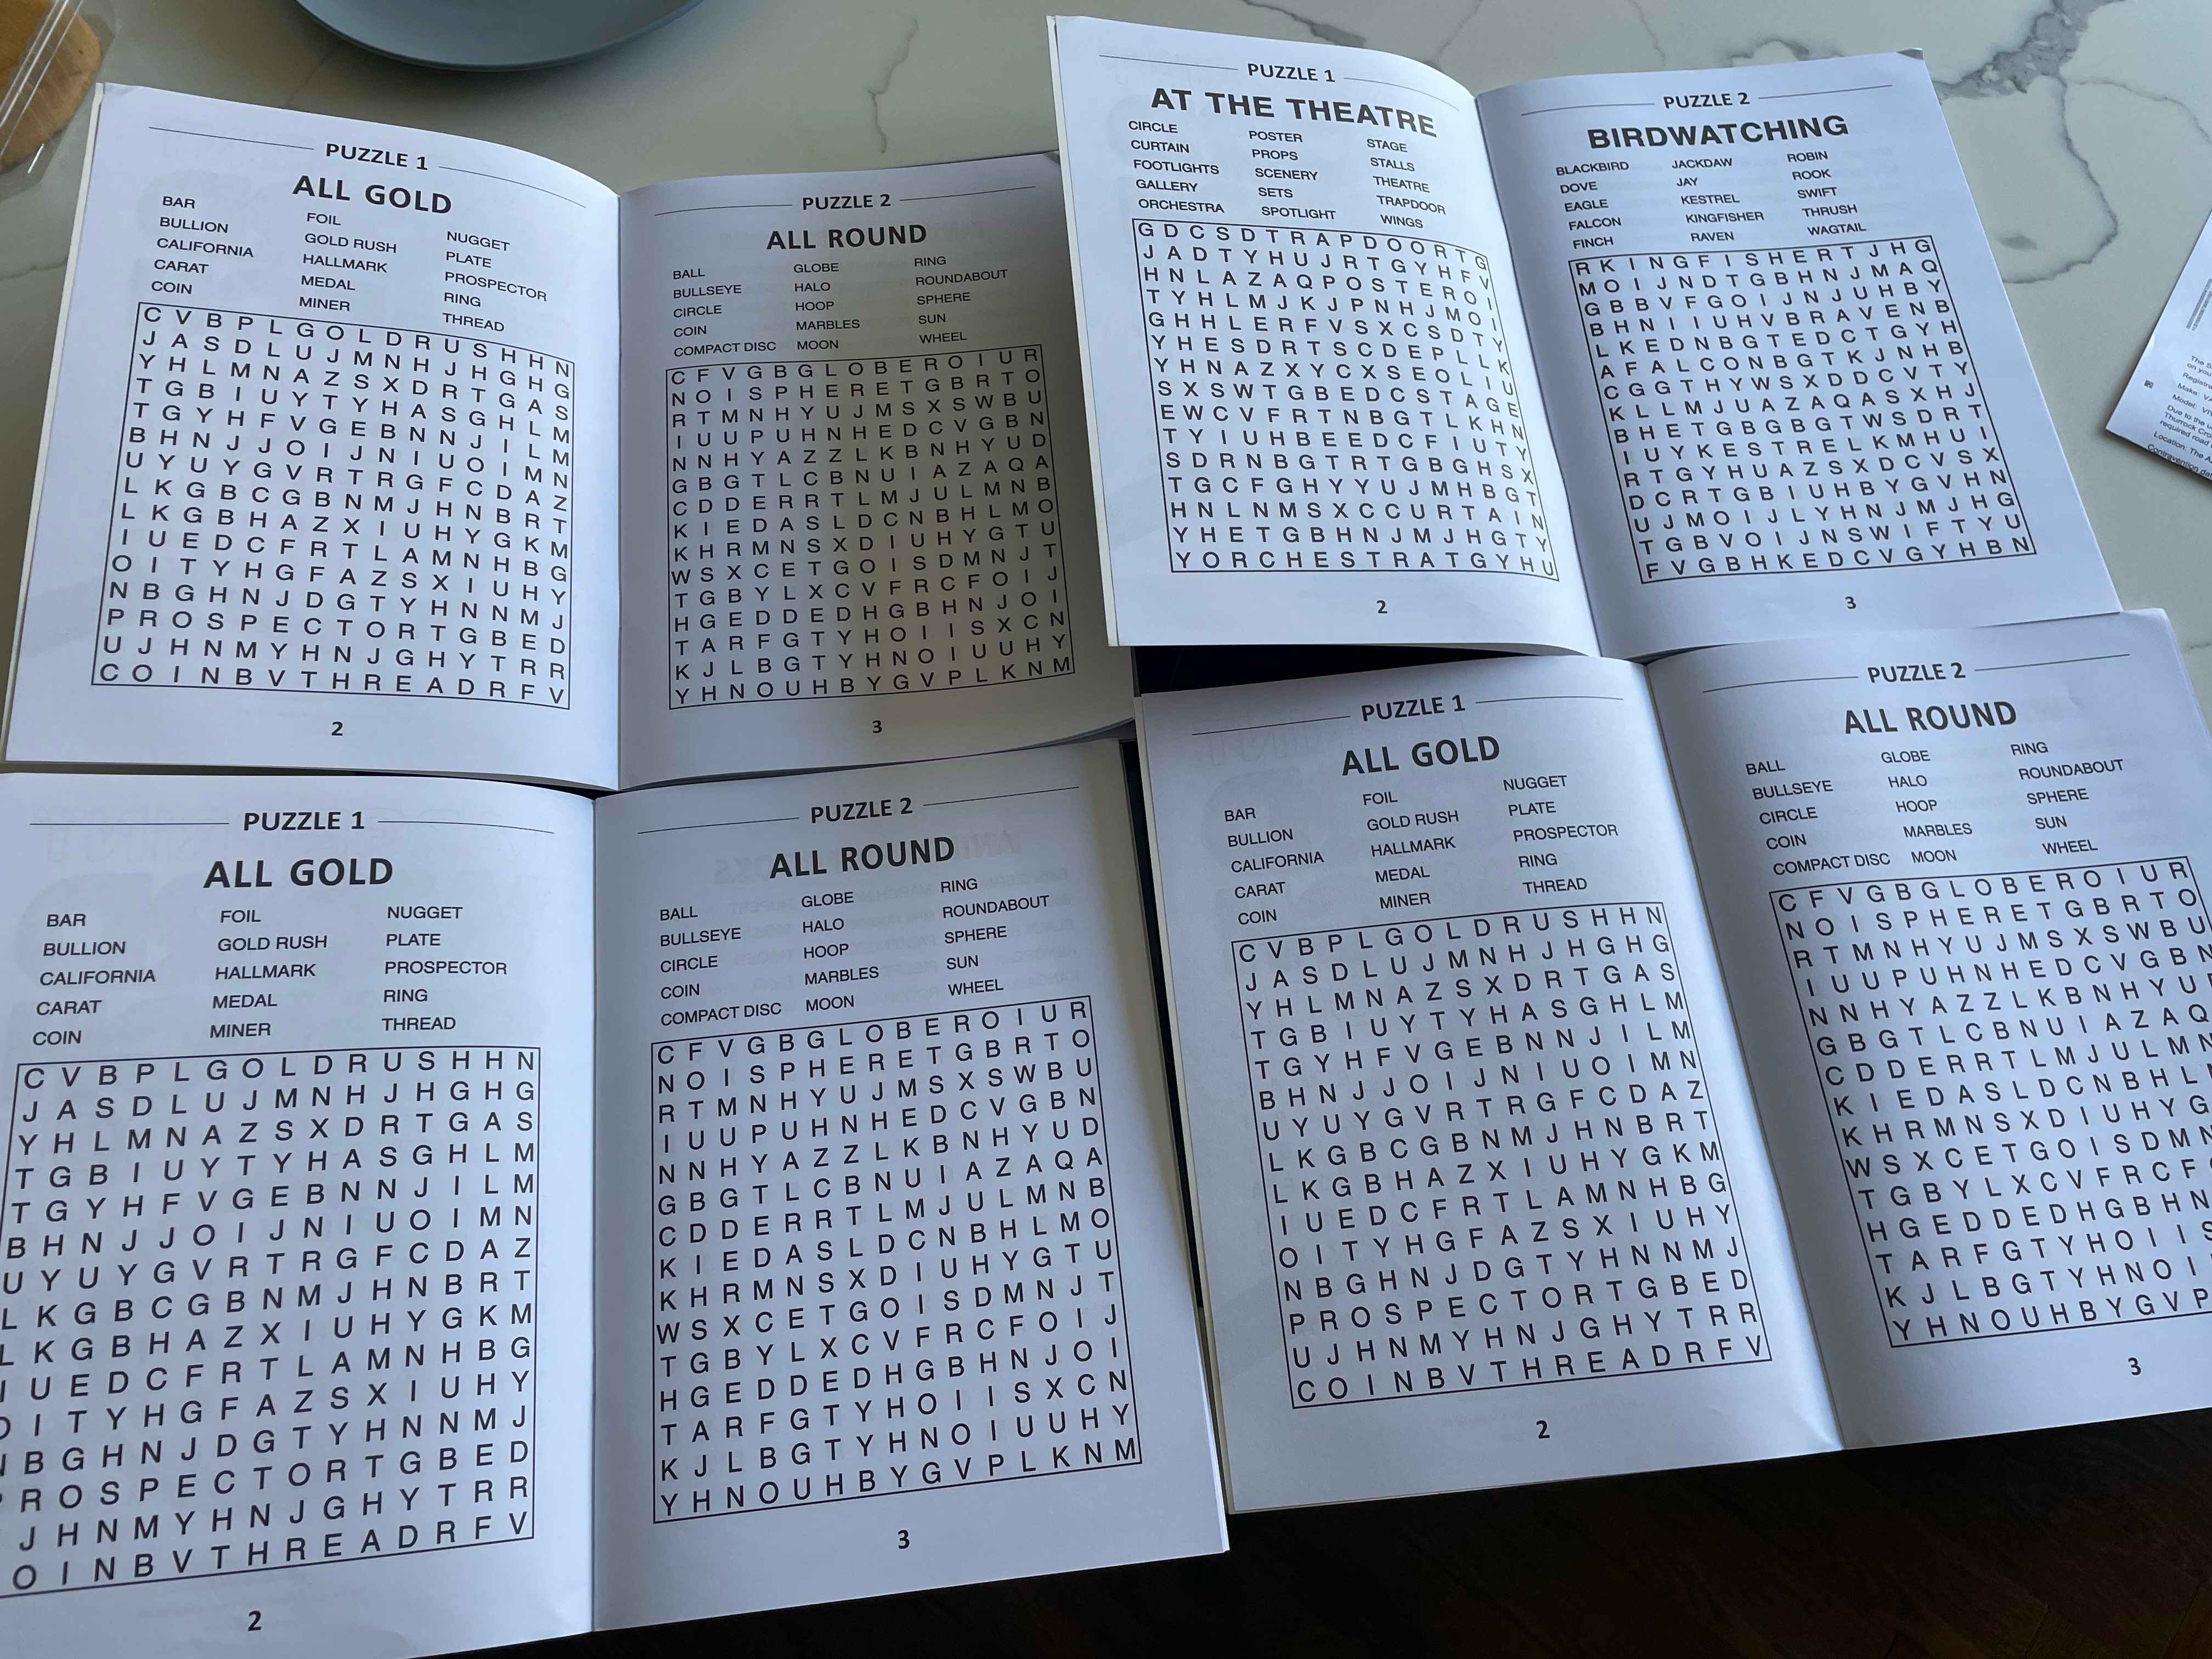 PUZZLE 1
ALL GOLD
BAR FOIL NUGGET
BULLION GOLD RUSH PLATE
CALIFORNIA HALLMARK PROSPECTOR
CARAT MEDAL RING
COIN MINER THREAD
C V B P L G O L D R U S H H N
J A S D L U J M N H J H G H G
Y H L M N A Z S X D R T G A S
T G B I U Y T Y H A S G H L M
T G Y H F V G E B N N J I L M
B H N J J O I J N I U O I M N
U Y U Y G V R T R G F C D A Z
L K G B C G B N M J H N B R T
L K G B H A Z X I U H Y G K M
I U E D C F R T L A M N H B G
O I T Y H G F A Z S X I U H Y
N B G H N J D G T Y H N N M J
P R O S P E C T O R T G B E D
U J H N M Y H N J G H Y T R R
C O I N B V T H R E A D R F V
2
PUZZLE 2
ALL ROUND
BALL GLOBE RING
BULLSEYE HALO ROUNDABOUT
CIRCLE HOOP SPHERE
COIN MARBLES SUN
COMPACT DISC MOON WHEEL
C F V G B G L O B E R O I U R
N O I S P H E R E T G B R T O
R T M N H Y U J M S X S W B U
I U U P U H N H E D C V G B N
N N H Y A Z Z L K B N H Y U D
G B G T L C B N U I A Z A Q A
C D D E R R T L M J U L M N B
K I E D A S L D C N B H L M O
K H R M N S X D I U H Y G T U
W S X C E T G O I S D M N J T
T G B Y L X C V F R C F O I J
H G E D D E D H G B H N J O I
T A R F G T Y H O I I S X C N
K J L B G T Y H N O I U U H Y
Y H N O U H B Y G V P L K N M
3
PUZZLE 1
AT THE THEATRE
CIRCLE POSTER STAGE
CURTAIN PROPS STALLS
FOOTLIGHTS SCENERY THEATRE
GALLERY SETS TRAPDOOR
ORCHESTRA SPOTLIGHT WINGS
G D C S D T R A P D O O R T G
J A D T Y H U J R T G Y H F V
H N L A Z A Q P O S T E R O I
T Y H L M J K J P N H J M O I
G H H L E R F V S X C S D T Y
Y H E S D R T S C D E P L L K
Y H N A Z X Y C X S E O L I U
S X S W T G B E D C S T A G E
E W C V F R T N B G T L K H N
T Y I U H B E E D C F I U T Y
S D R N B G T R T G B G H S X
T G C F G H Y Y U J M H B G T
H N L N M S X C C U R T A I N
Y H E T G B H N J M J H G T Y
Y O R C H E S T R A T G Y H U
2
PUZZLE 2
BIRDWATCHING
BLACKBIRD JACKDAW ROBIN
DOVE JAY ROOK
EAGLE KESTREL SWIFT
FALCON KINGFISHER THRUSH
FINCH RAVEN WAGTAIL
R K I N G F I S H E R T J H G
M O I J N D T G B H N J M A Q
G B B V F G O I J N J U H B Y
B H N I I U H V B R A V E N B
L K E D N B G T E D C T G Y H
A F A L C O N B G T K J N H B
C G G T H Y W S X D D C V T Y
K L L M J U A Z A Q A S X H J
B H E T G B G B G T W S D R T
I U Y K E S T R E L K M H U I
R T G Y H U A Z S X D C V S X
D C R T G B I U H B Y G V H N
U J M O I J L Y H N J M J H G
T G B V O I J N S W I F T Y U
F V G B H K E D C V G Y H B N
3
PUZZLE 1
ALL GOLD
BAR FOIL NUGGET
BULLION GOLD RUSH PLATE
CALIFORNIA HALLMARK PROSPECTOR
CARAT MEDAL RING
COIN MINER THREAD
C V B P L G O L D R U S H H N
J A S D L U J M N H J H G H G
Y H L M N A Z S X D R T G A S
T G B I U Y T Y H A S G H L M
T G Y H F V G E B N N J I L M
B H N J J O I J N I U O I M N
U Y U Y G V R T R G F C D A Z
L K G B C G B N M J H N B R T
L K G B H A Z X I U H Y G K M
I U E D C F R T L A M N H B G
I T Y H G F A Z S X I U H Y
B G H N J D G T Y H N N M J
R O S P E C T O R T G B E D
J H N M Y H N J G H Y T R R
O I N B V T H R E A D R F V
2
PUZZLE 2
ALL ROUND
BALL GLOBE RING
BULLSEYE HALO ROUNDABOUT
CIRCLE HOOP SPHERE
COIN MARBLES SUN
COMPACT DISC MOON WHEEL
C F V G B G L O B E R O I U R
N O I S P H E R E T G B R T O
R T M N H Y U J M S X S W B U
I U U P U H N H E D C V G B N
N N H Y A Z Z L K B N H Y U D
G B G T L C B N U I A Z A Q A
C D D E R R T L M J U L M N B
K I E D A S L D C N B H L M O
K H R M N S X D I U H Y G T U
W S X C E T G O I S D M N J T
T G B Y L X C V F R C F O I J
H G E D D E D H G B H N J O I
T A R F G T Y H O I I S X C N
K J L B G T Y H N O I U U H Y
Y H N O U H B Y G V P L K N M
3
PUZZLE 1
ALL GOLD
BAR FOIL NUGGET
BULLION GOLD RUSH PLATE
CALIFORNIA HALLMARK PROSPECTOR
CARAT MEDAL RING
COIN MINER THREAD
C V B P L G O L D R U S H H N
J A S D L U J M N H J H G H G
Y H L M N A Z S X D R T G A S
T G B I U Y T Y H A S G H L M
T G Y H F V G E B N N J I L M
B H N J J O I J N I U O I M N
U Y U Y G V R T R G F C D A Z
L K G B C G B N M J H N B R T
L K G B H A Z X I U H Y G K M
I U E D C F R T L A M N H B G
O I T Y H G F A Z S X I U H Y
N B G H N J D G T Y H N N M J
P R O S P E C T O R T G B E D
U J H N M Y H N J G H Y T R R
C O I N B V T H R E A D R F V
2
PUZZLE 2
ALL ROUND
BALL GLOBE RING
BULLSEYE HALO ROUNDABOUT
CIRCLE HOOP SPHERE
COIN MARBLES SUN
COMPACT DISC MOON WHEEL
C F V G B G L O B E R O I U R
N O I S P H E R E T G B R T O
R T M N H Y U J M S X S W B U
I U U P U H N H E D C V G B N
N N H Y A Z Z L K B N H Y U
G B G T L C B N U I A Z A Q
C D D E R R T L M J U L M N
K I E D A S L D C N B H L
K H R M N S X D I U H Y G
W S X C E T G O I S D M N
T G B Y L X C V F R C F
H G E D D E D H G B H N
T A R F G T Y H O I I S
K J L B G T Y H N O I
Y H N O U H B Y G V P
3